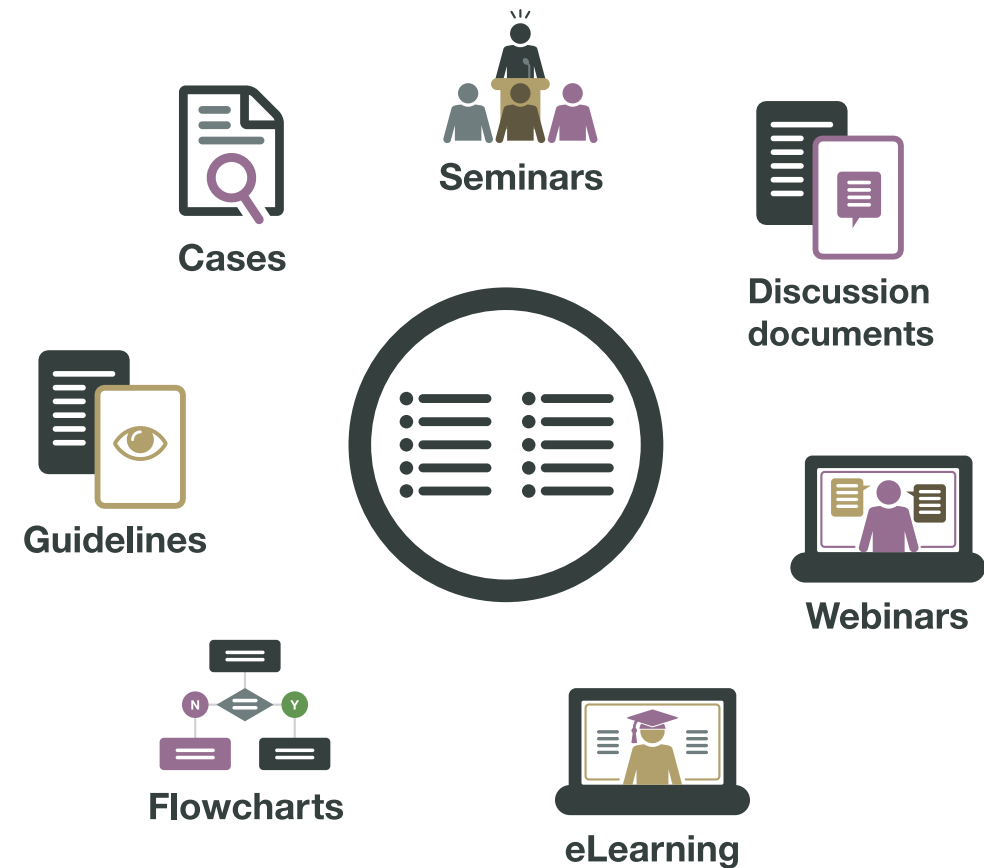 Seminars
Cases
Discussion
documents
Guidelines
Webinars
N
Y
Flowcharts
eLearning